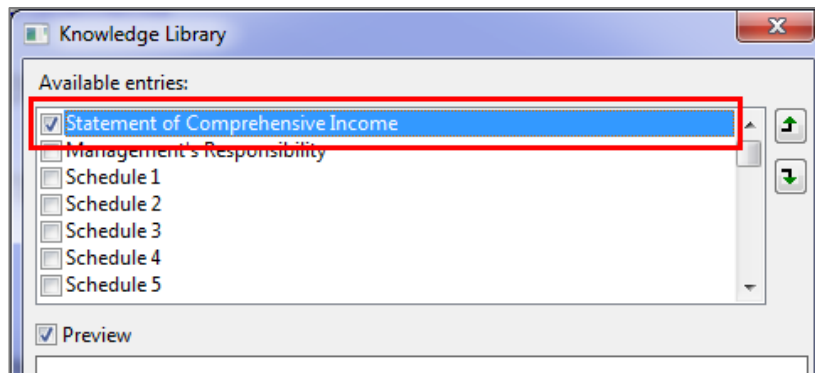 Knowledge Library
Available entries:
Statement of Comprehensive Income
Management's Responsibility
Schedule 1
Schedule 2
Schedule 3
Schedule 4
Schedule 5
Preview